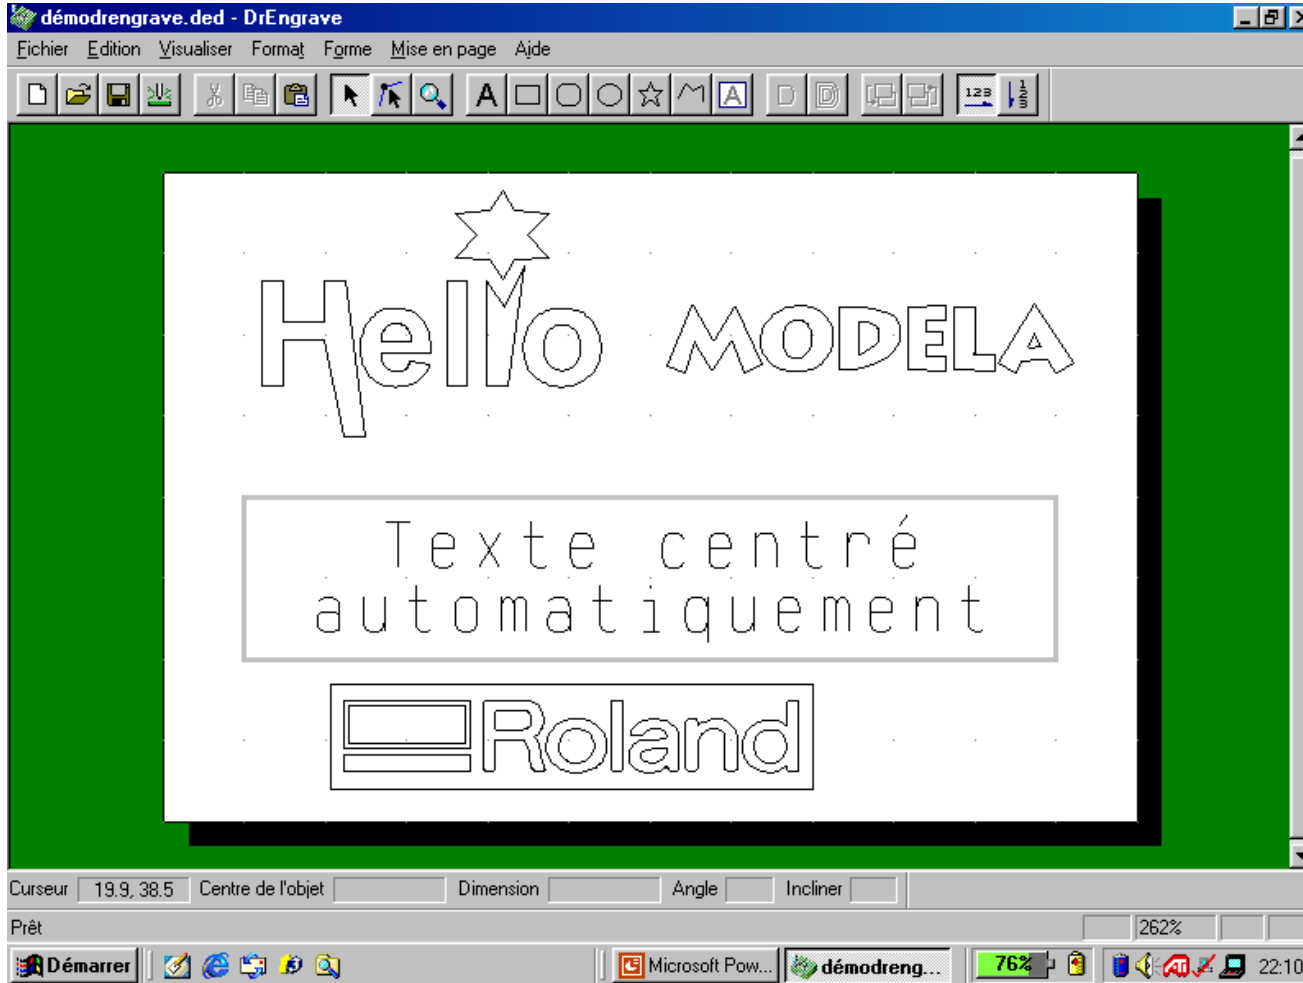 démodrengrave.ded - DrEngrave
Fichier Edition Visualiser Format Forme Mise en page Aide
A A D D 123 123
Hello MODELA
Texte centré
automatiquement
Roland
Curseur 19.9, 38.5 Centre de l'objet Dimension Angle Incliner
Prêt 262%
Démarrer Microsoft Pow... démodreng... 76% 22:10